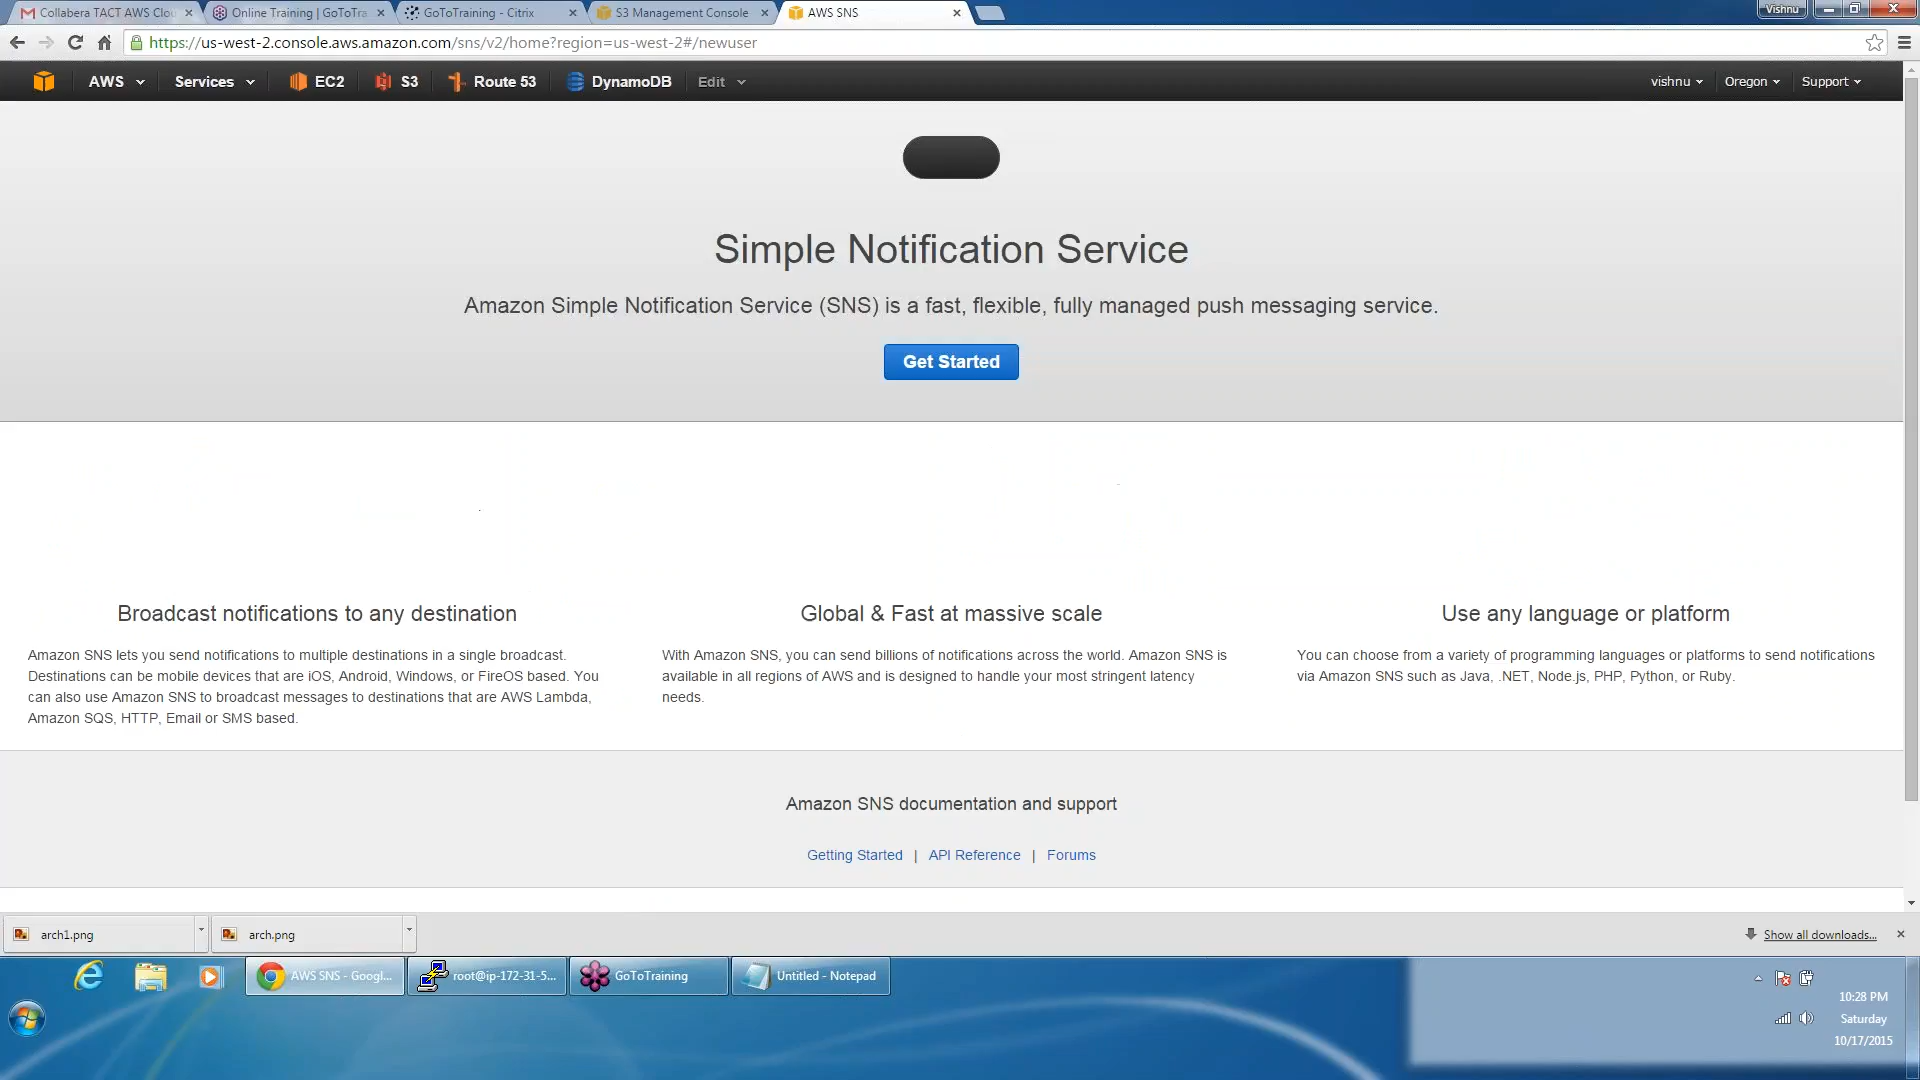 Collabera TACT AWS Clou
Online Training | GoToTra
GoToTraining - Citrix
S3 Management Console
AWS SNS
Vishnu
https://us-west-2.console.aws.amazon.com/sns/v2/home?region=us-west-2#/newuser
AWS
Services
EC2
S3
Route 53
DynamoDB
Edit
vishnu
Oregon
Support
Simple Notification Service
Amazon Simple Notification Service (SNS) is a fast, flexible, fully managed push messaging service.
Get Started
Broadcast notifications to any destination
Amazon SNS lets you send notifications to multiple destinations in a single broadcast.
Destinations can be mobile devices that are iOS, Android, Windows, or FireOS based. You
can also use Amazon SNS to broadcast messages to destinations that are AWS Lambda,
Amazon SQS, HTTP, Email or SMS based.
Global & Fast at massive scale
With Amazon SNS, you can send billions of notifications across the world. Amazon SNS is
available in all regions of AWS and is designed to handle your most stringent latency
needs.
Use any language or platform
You can choose from a variety of programming languages or platforms to send notifications
via Amazon SNS such as Java, .NET, Node.js, PHP, Python, or Ruby.
Amazon SNS documentation and support
Getting Started | API Reference | Forums
arch1.png
arch.png
Show all downloads...
AWS SNS - Googl...
root@ip-172-31-5...
GoToTraining
Untitled - Notepad
10:28 PM
Saturday
10/17/2015